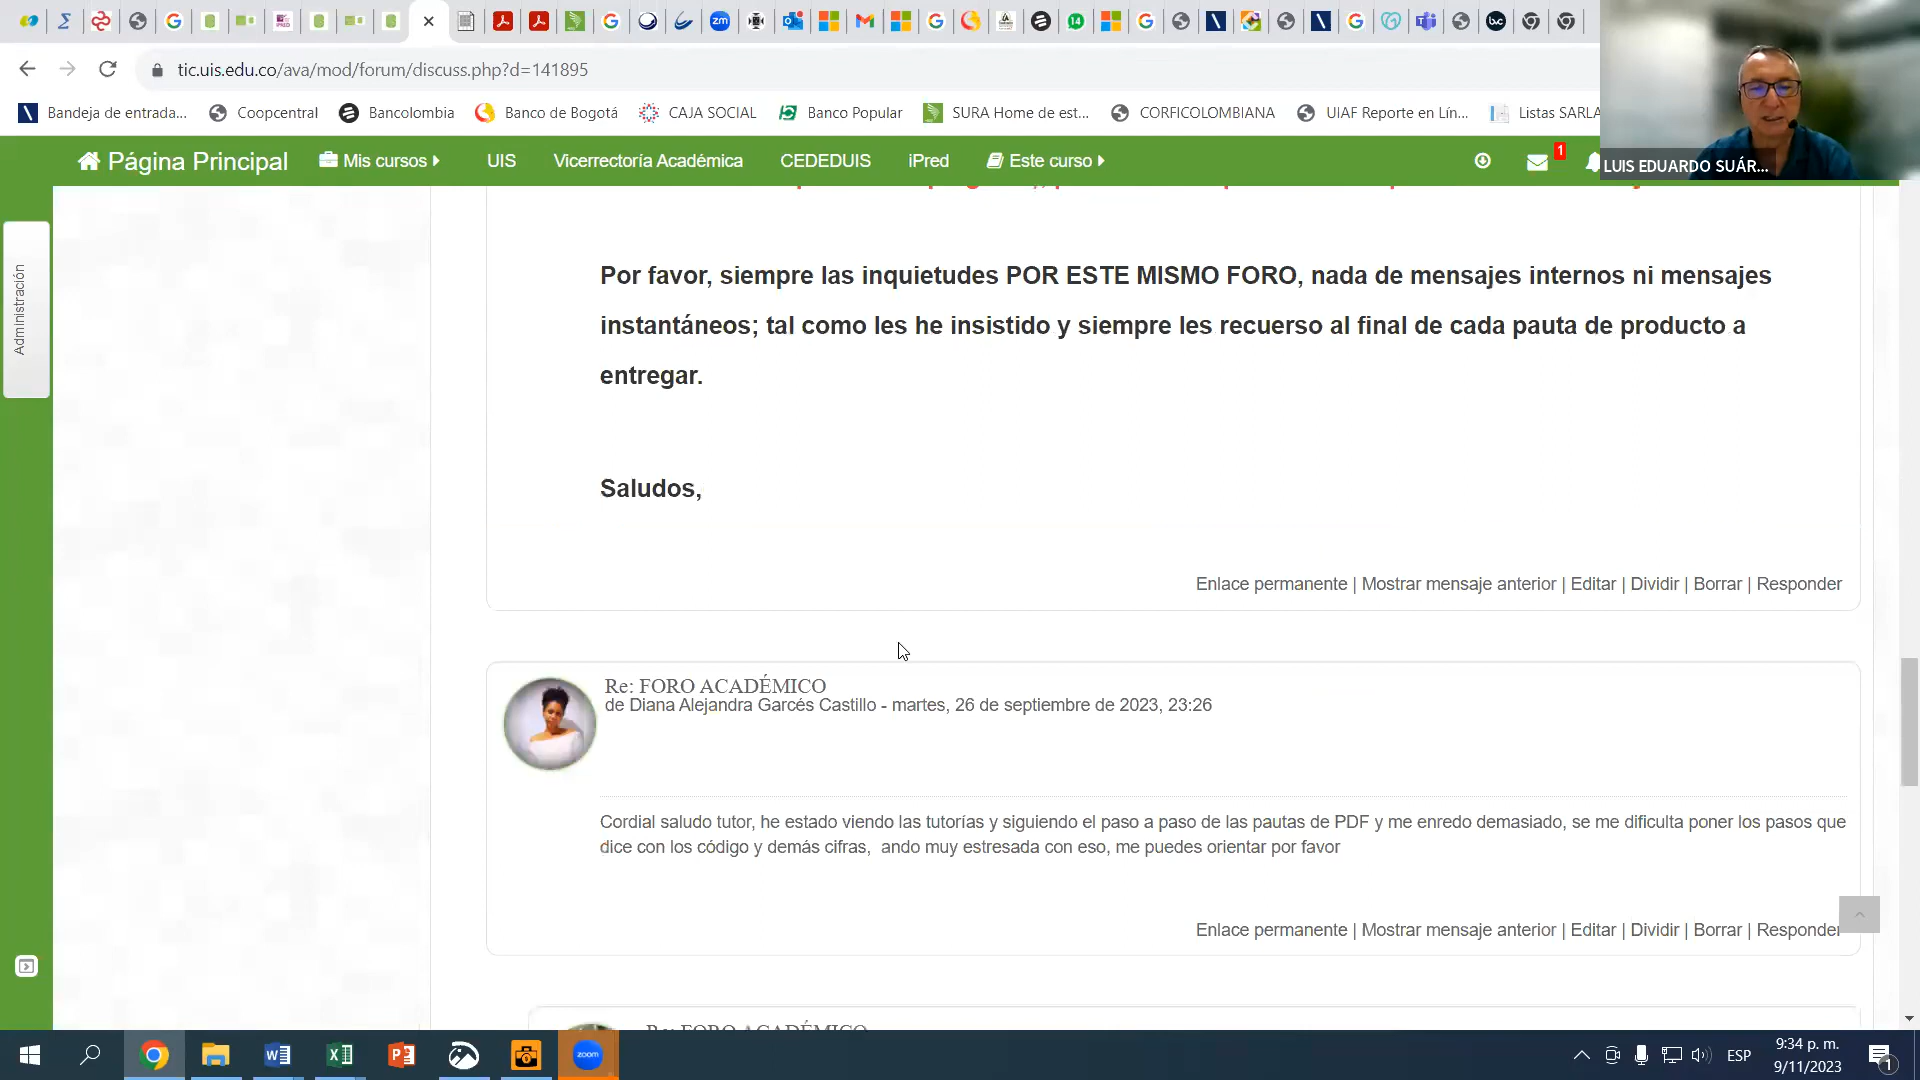 14
tic.uis.edu.co/ava/mod/forum/discuss.php?d=141895
Bandeja de entrada... Coopcentral Bancolombia Banco de Bogotá CAJA SOCIAL Banco Popular SURA Home de est... CORFICOLOMBIANA UIAF Reporte en Lín... Listas SARLA
Página Principal Mis cursos UIS Vicerrectoría Académica CEDEDUIS iPred Este curso 1
LUIS EDUARDO SUÁR...
Administración
Por favor, siempre las inquietudes POR ESTE MISMO FORO, nada de mensajes internos ni mensajes
instantáneos; tal como les he insistido y siempre les recuerso al final de cada pauta de producto a
entregar.
Saludos,
Enlace permanente | Mostrar mensaje anterior | Editar | Dividir | Borrar | Responder
Re: FORO ACADÉMICO
de Diana Alejandra Garcés Castillo - martes, 26 de septiembre de 2023, 23:26
Cordial saludo tutor, he estado viendo las tutorías y siguiendo el paso a paso de las pautas de PDF y me enredo demasiado, se me dificulta poner los pasos que
dice con los código y demás cifras, ando muy estresada con eso, me puedes orientar por favor
Enlace permanente | Mostrar mensaje anterior | Editar | Dividir | Borrar | Responder
Re: FORO ACADÉMICO
zoom
ESP
9:34 p. m.
9/11/2023
1